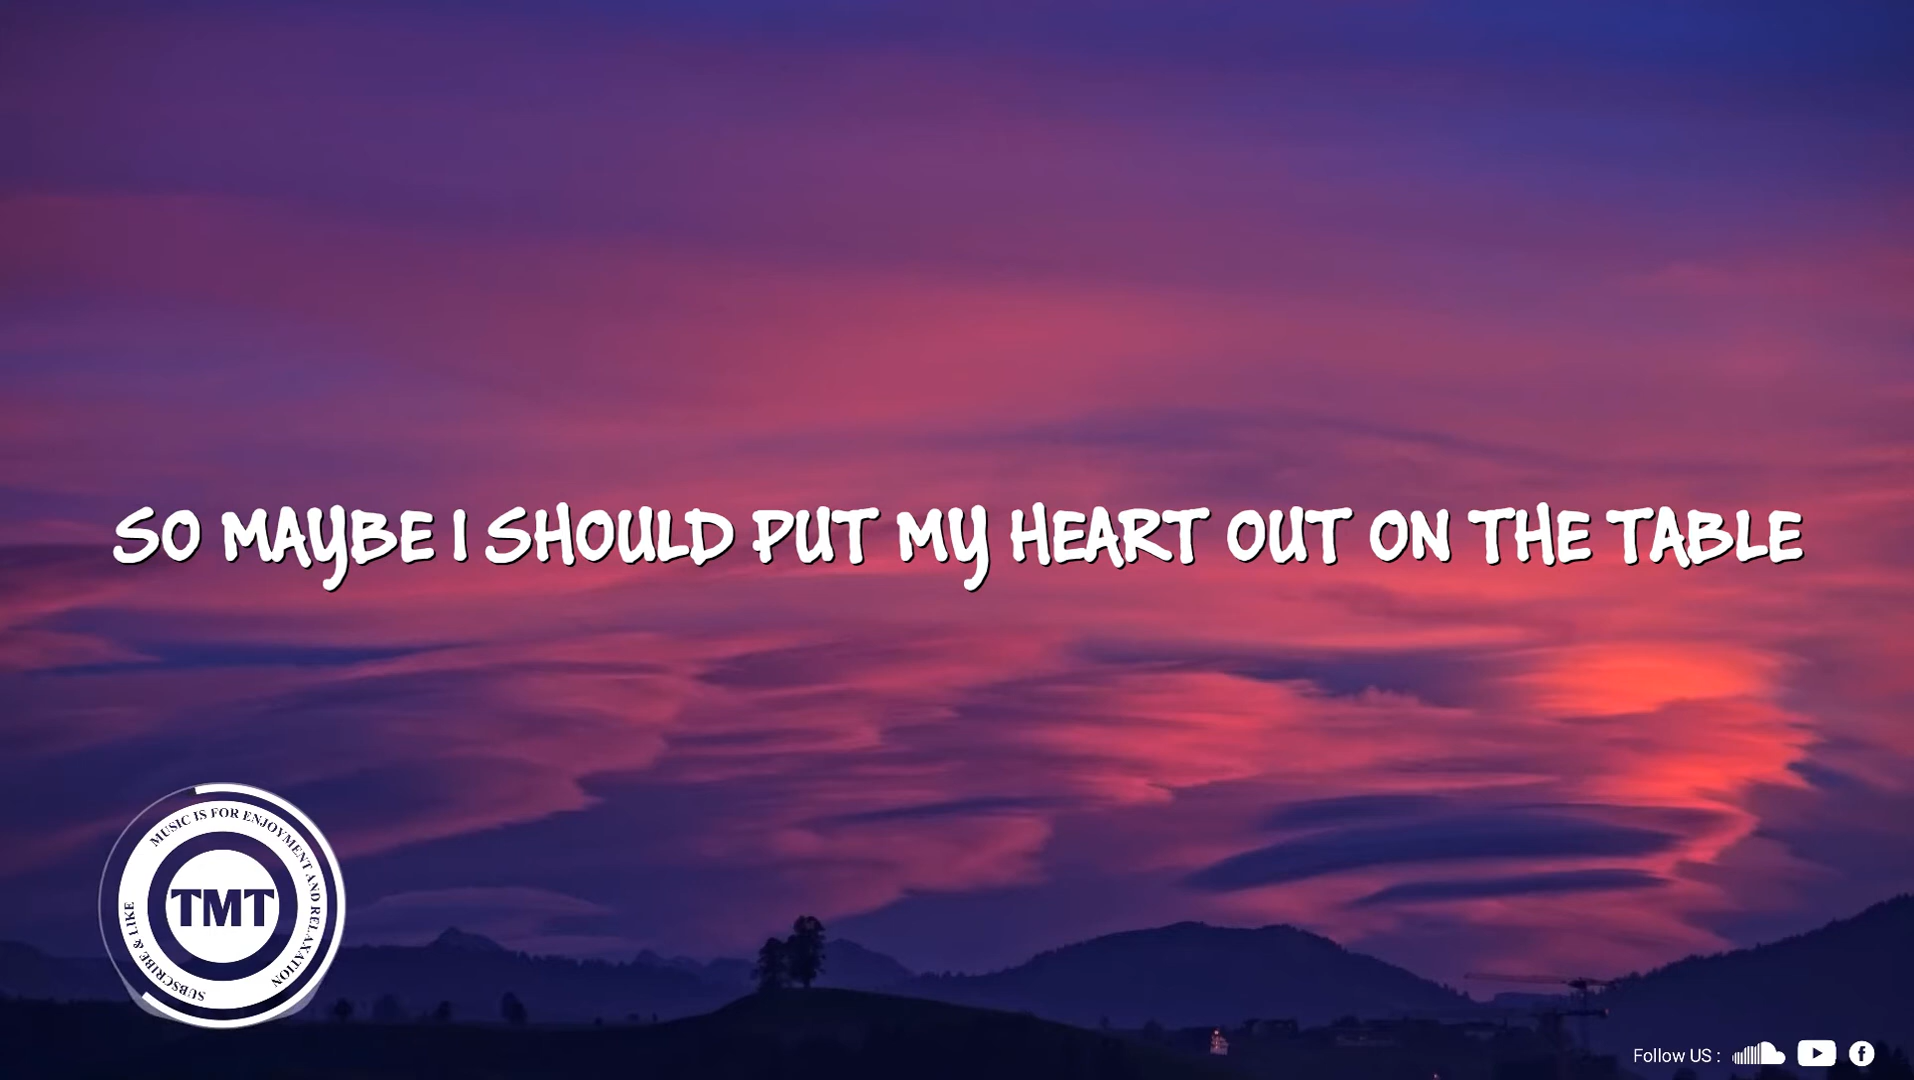 SO MAYBE I SHOULD PUT MY HEART OUT ON THE TABLE
MUSIC IS FOR ENJOYMENT AND RELAXATION
SUBSCRIBE & LIKE
TMT
Follow US :